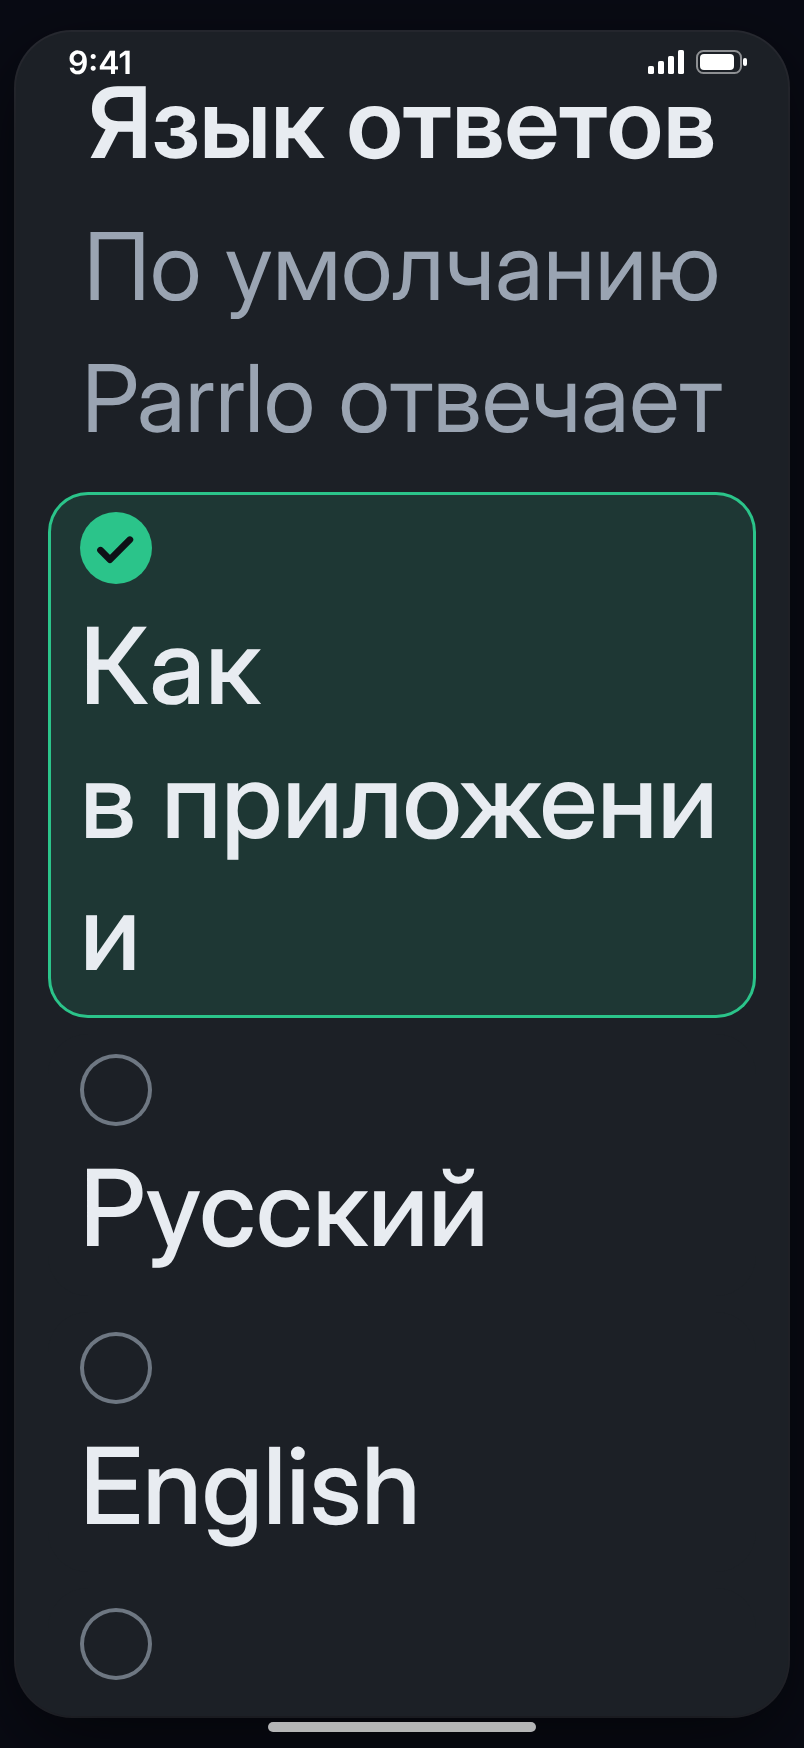 9:41
Язык ответов
По умолчанию
Parrlo отвечает
Как
в приложени
и
Русский
English